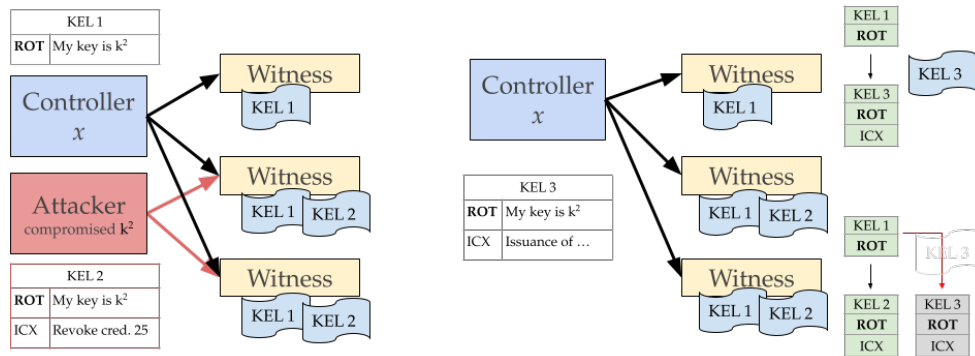 KEL 1
ROT My key is k²
Controller
x
Attacker
compromised k²
KEL 2
ROT My key is k²
ICX Revoke cred. 25
Witness
KEL 1
Witness
KEL 1
KEL 2
Witness
KEL 1
KEL 2
Controller
x
KEL 3
ROT My key is k²
ICX Issuance of ...
Witness
KEL 1
Witness
KEL 1
KEL 2
Witness
KEL 1
KEL 2
KEL 1
ROT
KEL 3
KEL 3
ROT
ICX
KEL 1
ROT
KEL 3
KEL 2
ROT
ICX
KEL 3
ROT
ICX